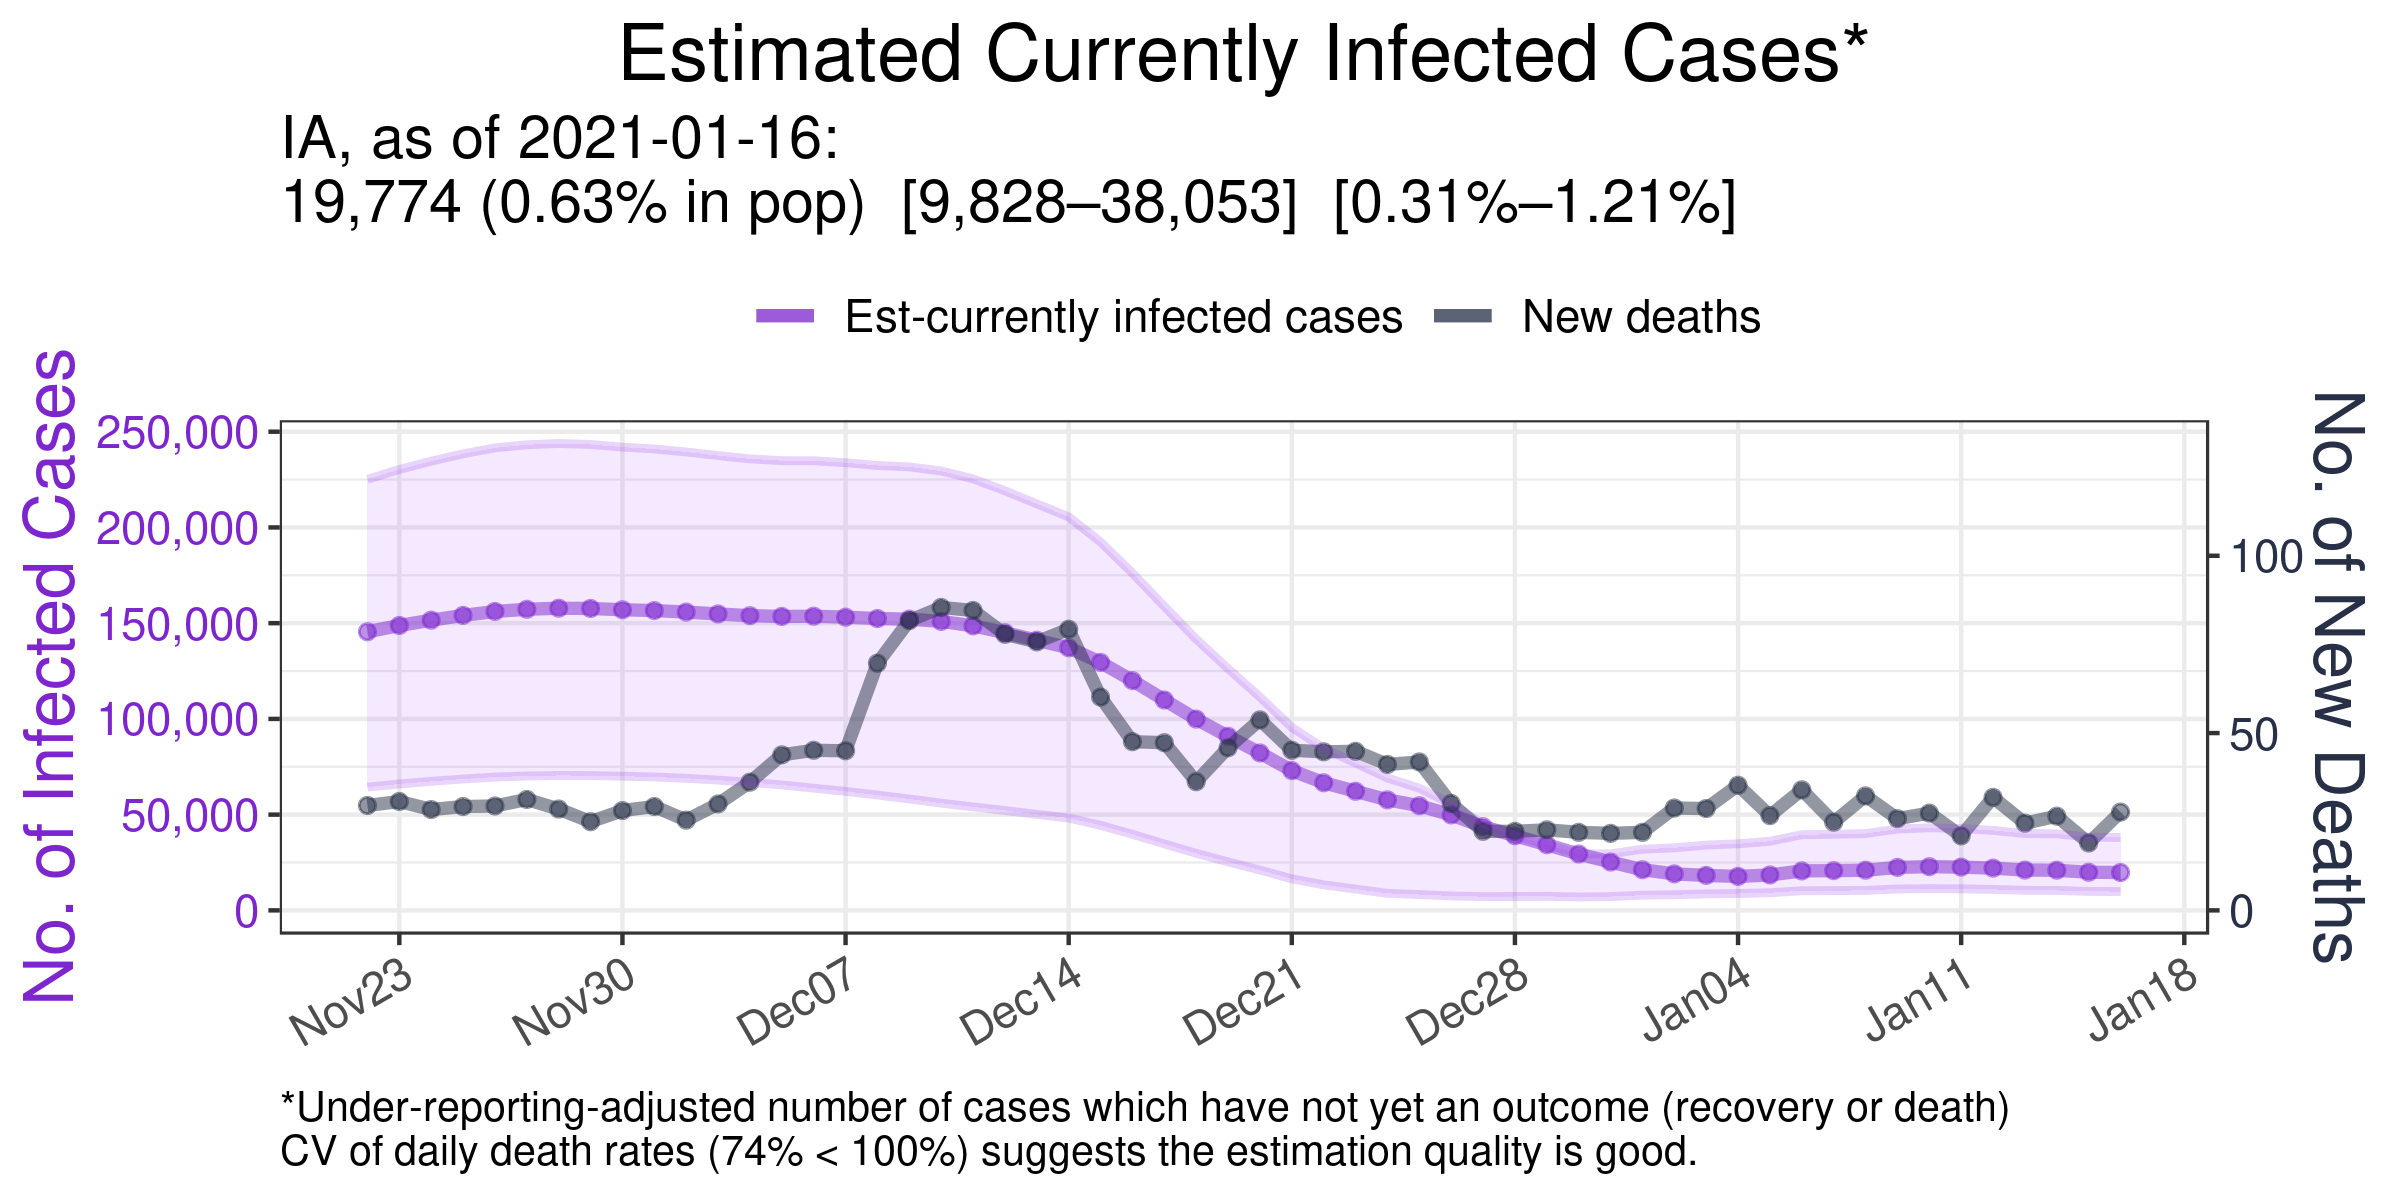 Estimated Currently Infected Cases*
IA, as of 2021-01-16:
19,774 (0.63% in pop)  [9,828–38,053]  [0.31%–1.21%]
Est-currently infected cases
New deaths
No. of Infected Cases
250,000
200,000
150,000
100,000
50,000
0
No. of New Deaths
100
50
0
Nov23
Nov30
Dec07
Dec14
Dec21
Dec28
Jan04
Jan11
Jan18
*Under-reporting-adjusted number of cases which have not yet an outcome (recovery or death)
CV of daily death rates (74% < 100%) suggests the estimation quality is good.